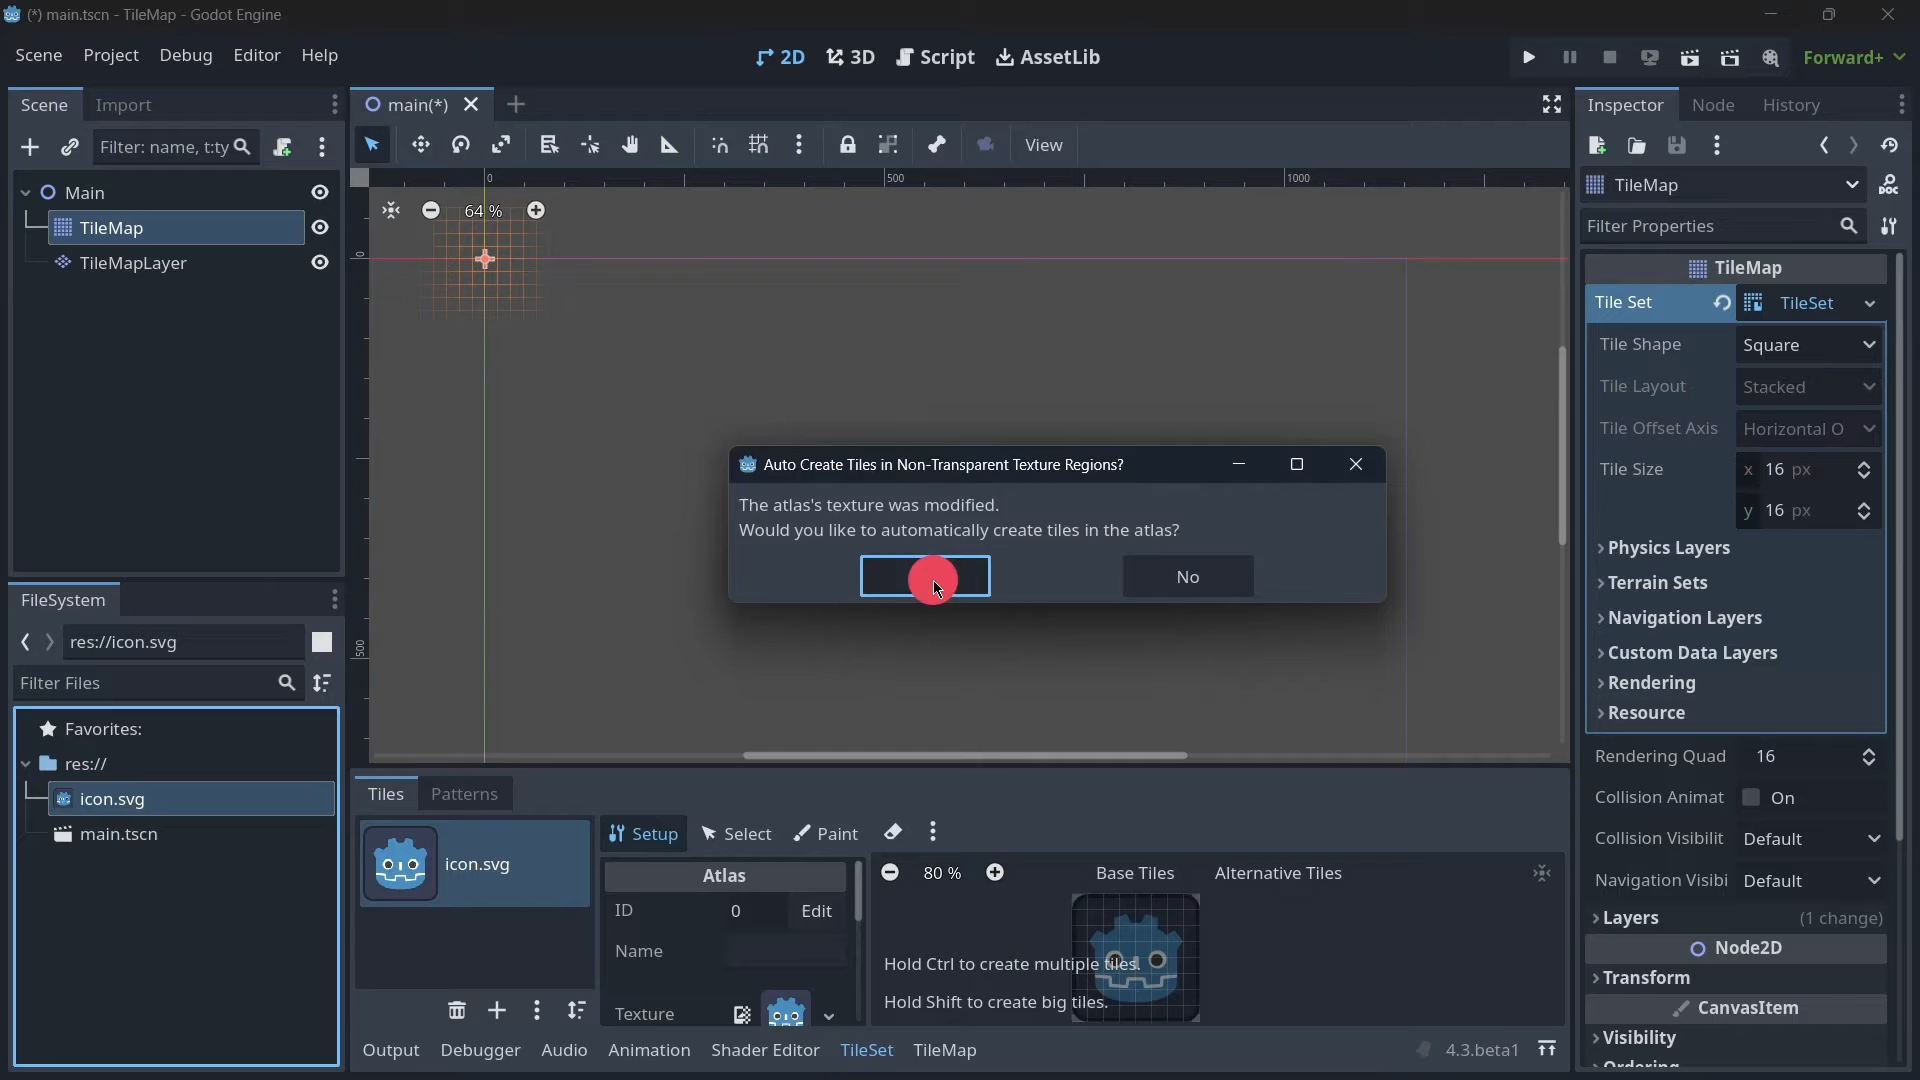 (*) main.tscn - TileMap - Godot Engine
Scene Project Debug Editor Help
2D 3D Script AssetLib
Forward+
Scene Import
Filter: name, t:ty
Main
TileMap
TileMapLayer
FileSystem
res://icon.svg
Filter Files
Favorites:
res://
icon.svg
main.tscn
main(*)
View
0 500 1000
0
500
64 %
Auto Create Tiles in Non-Transparent Texture Regions?
The atlas's texture was modified.
Would you like to automatically create tiles in the atlas?
No
Tiles Patterns
icon.svg
Setup Select Paint
Atlas
ID 0 Edit
Name
Texture
80 % Base Tiles Alternative Tiles
Hold Ctrl to create multiple tiles.
Hold Shift to create big tiles.
Output Debugger Audio Animation Shader Editor TileSet TileMap
4.3.beta1
Inspector Node History
TileMap
DOC
Filter Properties
TileMap
Tile Set TileSet
Tile Shape Square
Tile Layout Stacked
Tile Offset Axis Horizontal O
Tile Size x 16 px
y 16 px
Physics Layers
Terrain Sets
Navigation Layers
Custom Data Layers
Rendering
Resource
Rendering Quad 16
Collision Animat On
Collision Visibilit Default
Navigation Visibi Default
Layers (1 change)
Node2D
Transform
CanvasItem
Visibility
Ordering